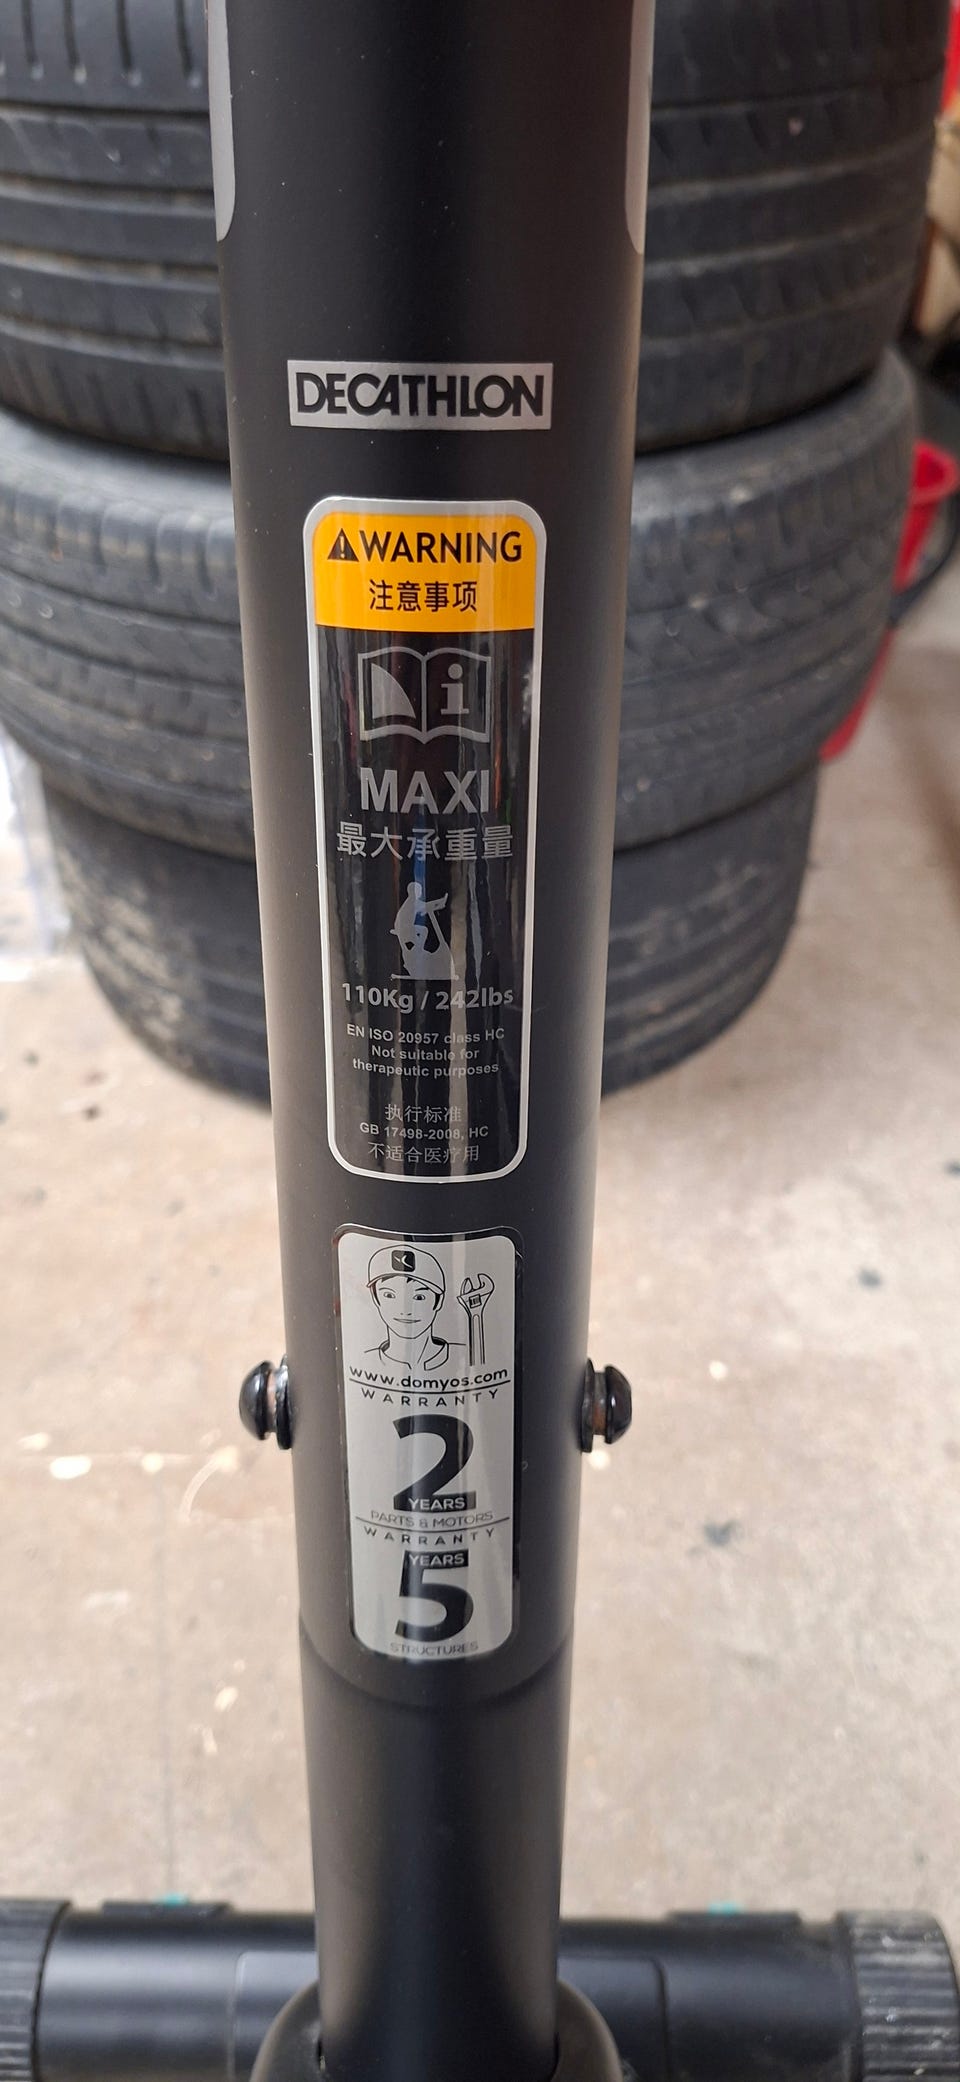 DECATHLON
WARNING
注意事项
i
MAXI
最大承重量
110Kg / 242lbs
EN ISO 20957 class HC
Not suitable for
therapeutic purposes
执行标准
GB 17498-2008, HC
不适合医疗用
www.domyos.com
WARRANTY
2
YEARS
PARTS & MOTORS
WARRANTY
YEARS
5
STRUCTURES